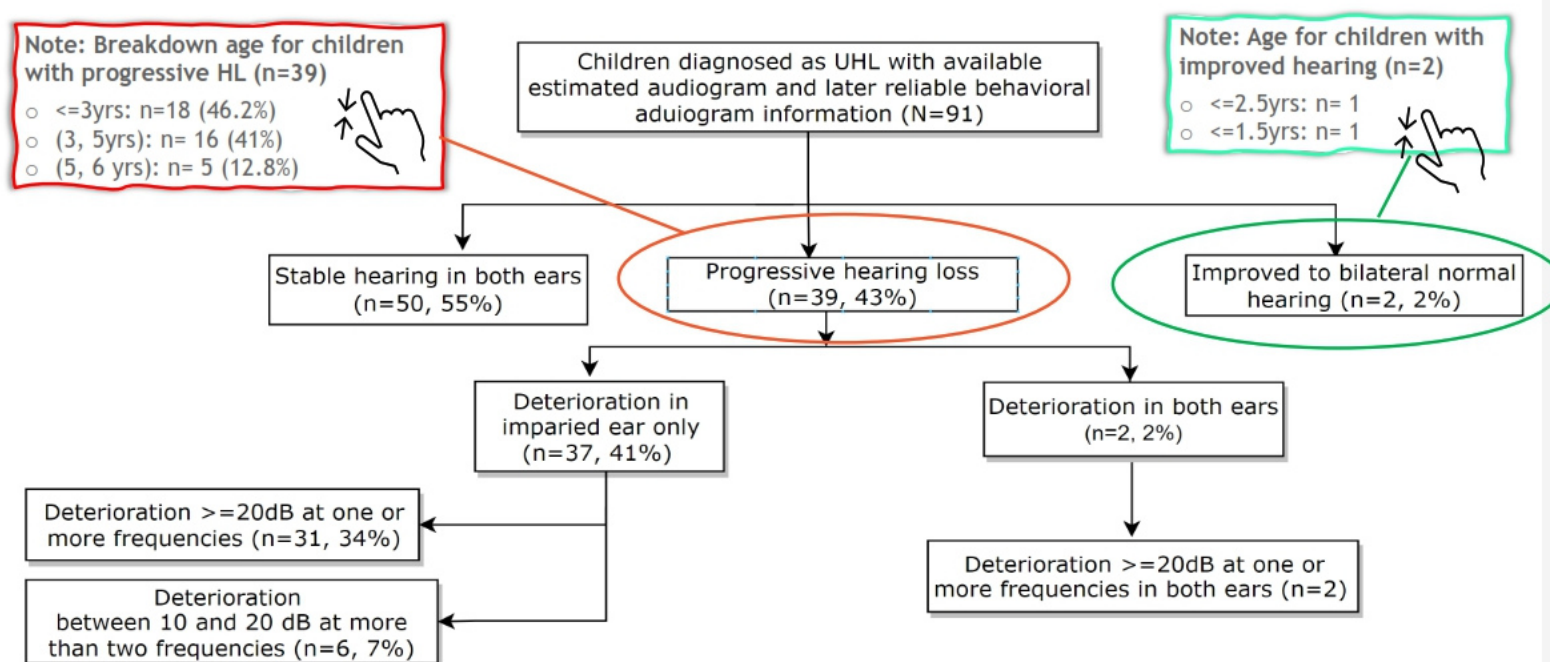 Note: Breakdown age for children
with progressive HL (n=39)
○ <=3yrs: n=18 (46.2%)
○ (3, 5yrs): n= 16 (41%)
○ (5, 6 yrs): n= 5 (12.8%)
Children diagnosed as UHL with available
estimated audiogram and later reliable behavioral
aduiogram information (N=91)
Note: Age for children with
improved hearing (n=2)
○ <=2.5yrs: n= 1
○ <=1.5yrs: n= 1
Stable hearing in both ears
(n=50, 55%)
Progressive hearing loss
(n=39, 43%)
Improved to bilateral normal
hearing (n=2, 2%)
Deterioration in
imparied ear only
(n=37, 41%)
Deterioration in both ears
(n=2, 2%)
Deterioration >=20dB at one or
more frequencies (n=31, 34%)
Deterioration
between 10 and 20 dB at more
than two frequencies (n=6, 7%)
Deterioration >=20dB at one or
more frequencies in both ears (n=2)